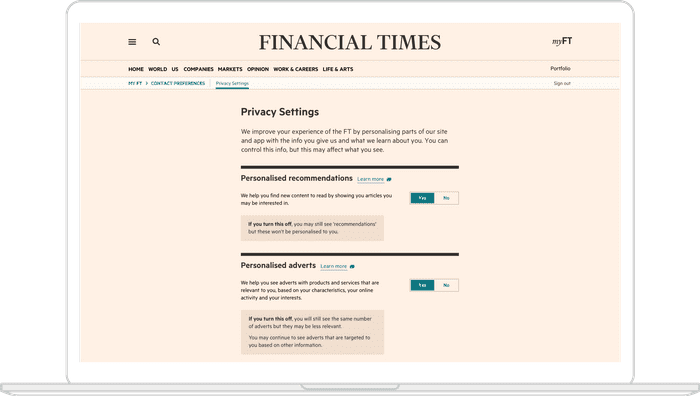 FINANCIAL TIMES
myFT
HOME WORLD US COMPANIES MARKETS OPINION WORK & CAREERS LIFE & ARTS
Portfolio
MY FT > CONTACT PREFERENCES Privacy Settings
Sign out
Privacy Settings
We improve your experience of the FT by personalising parts of our site
and app with the info you give us and what we learn about you. You can
control this info, but this may affect what you see.
Personalised recommendations Learn more
We help you find new content to read by showing you articles you
may be interested in.
Yes No
If you turn this off, you may still see 'recommendations'
but these won't be personalised to you.
Personalised adverts Learn more
We help you see adverts with products and services that are
relevant to you, based on your characteristics, your online
activity and your interests.
Yes No
If you turn this off, you will still see the same number
of adverts but they may be less relevant.
You may continue to see adverts that are targeted to
you based on other information.